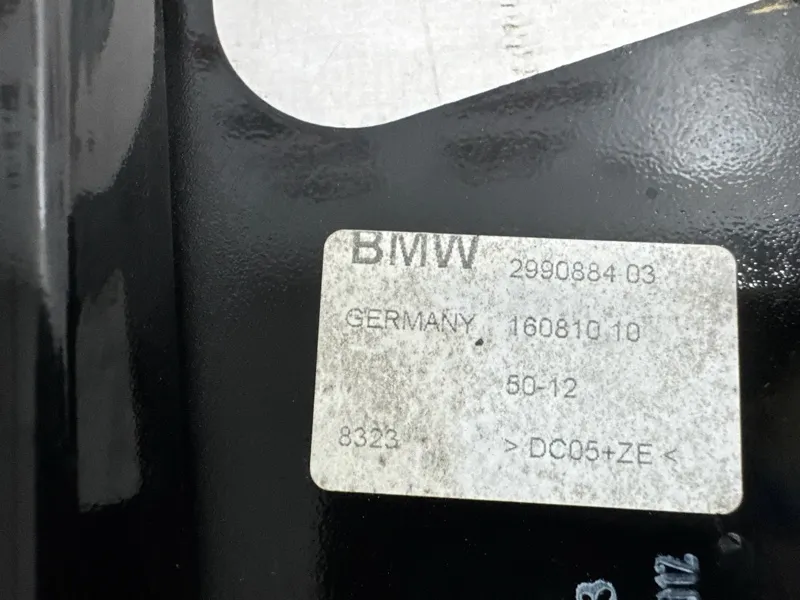 BMW 2990884 03
GERMANY 160810 10
50-12
8323 >DC05+ZE<